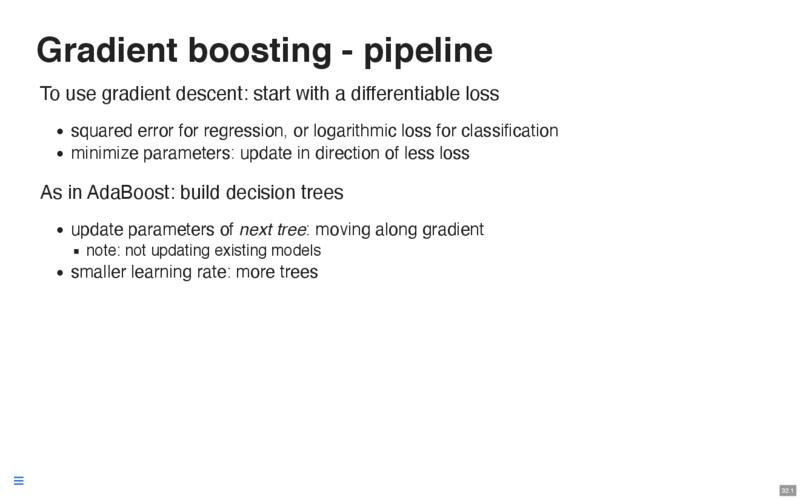 Gradient boosting - pipeline
To use gradient descent: start with a differentiable loss
• squared error for regression, or logarithmic loss for classification
• minimize parameters: update in direction of less loss
As in AdaBoost: build decision trees
• update parameters of next tree: moving along gradient
▪ note: not updating existing models
• smaller learning rate: more trees
32.1